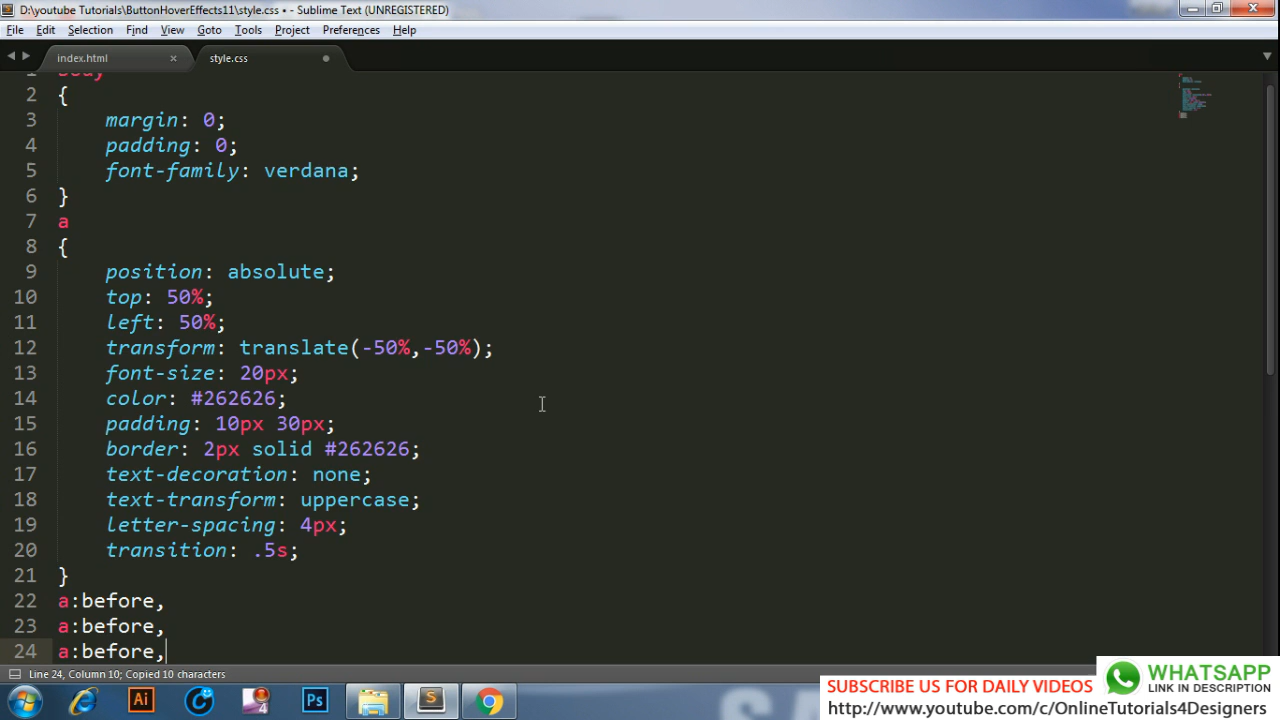 D:\youtube Tutorials\ButtonHoverEffects11\style.css • - Sublime Text (UNREGISTERED)
File Edit Selection Find View Goto Tools Project Preferences Help
index.html × style.css
1 body
2 {
3 margin: 0;
4 padding: 0;
5 font-family: verdana;
6 }
7 a
8 {
9 position: absolute;
10 top: 50%;
11 left: 50%;
12 transform: translate(-50%,-50%);
13 font-size: 20px;
14 color: #262626;
15 padding: 10px 30px;
16 border: 2px solid #262626;
17 text-decoration: none;
18 text-transform: uppercase;
19 letter-spacing: 4px;
20 transition: .5s;
21 }
22 a:before,
23 a:before,
24 a:before,
Line 24, Column 10; Copied 10 characters
Ai 4 Ps S
WHATSAPP
LINK IN DESCRIPTION
SUBSCRIBE US FOR DAILY VIDEOS
http://www.youtube.com/c/OnlineTutorials4Designers